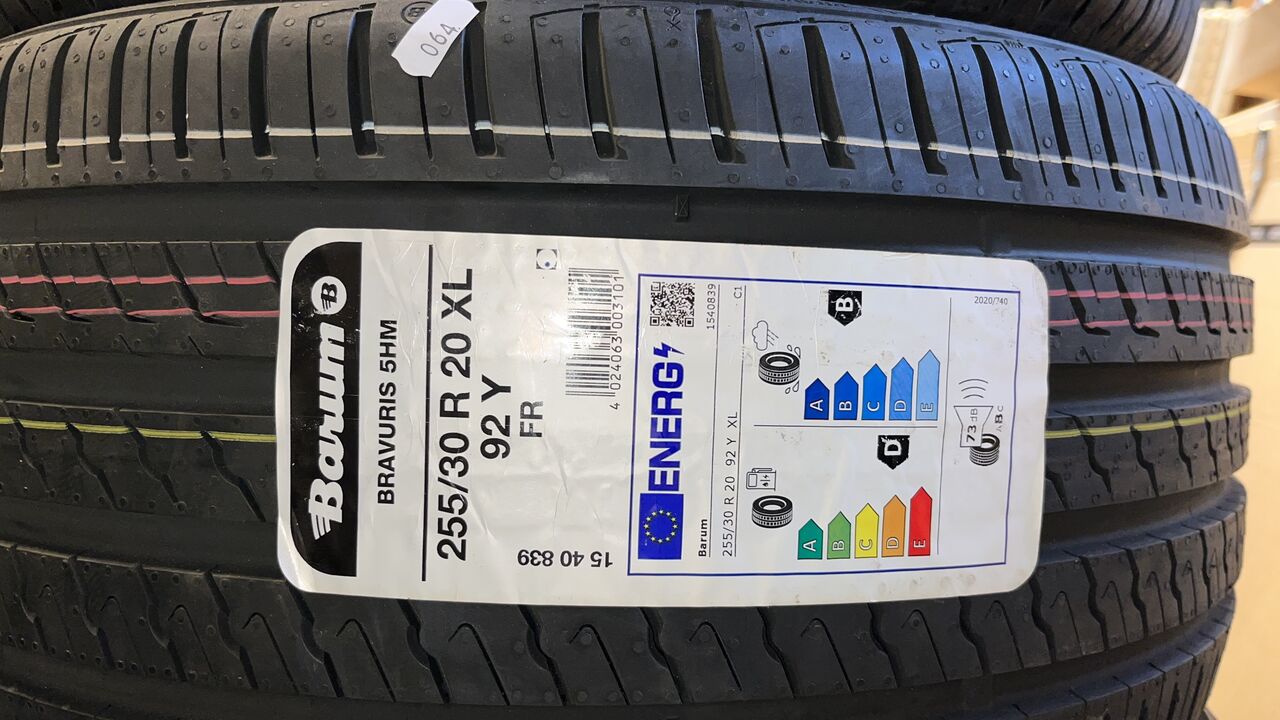 064
Barum
B
BRAVURIS 5HM
255/30 R 20 XL
92 Y
FR
15 40 839
4 024063 003101
ENERG
Barum
1540839
255/30 R 20 92 Y XL
C1
B
A
B
C
D
E
D
A
B
C
D
E
73 dB
ABC
2020/740